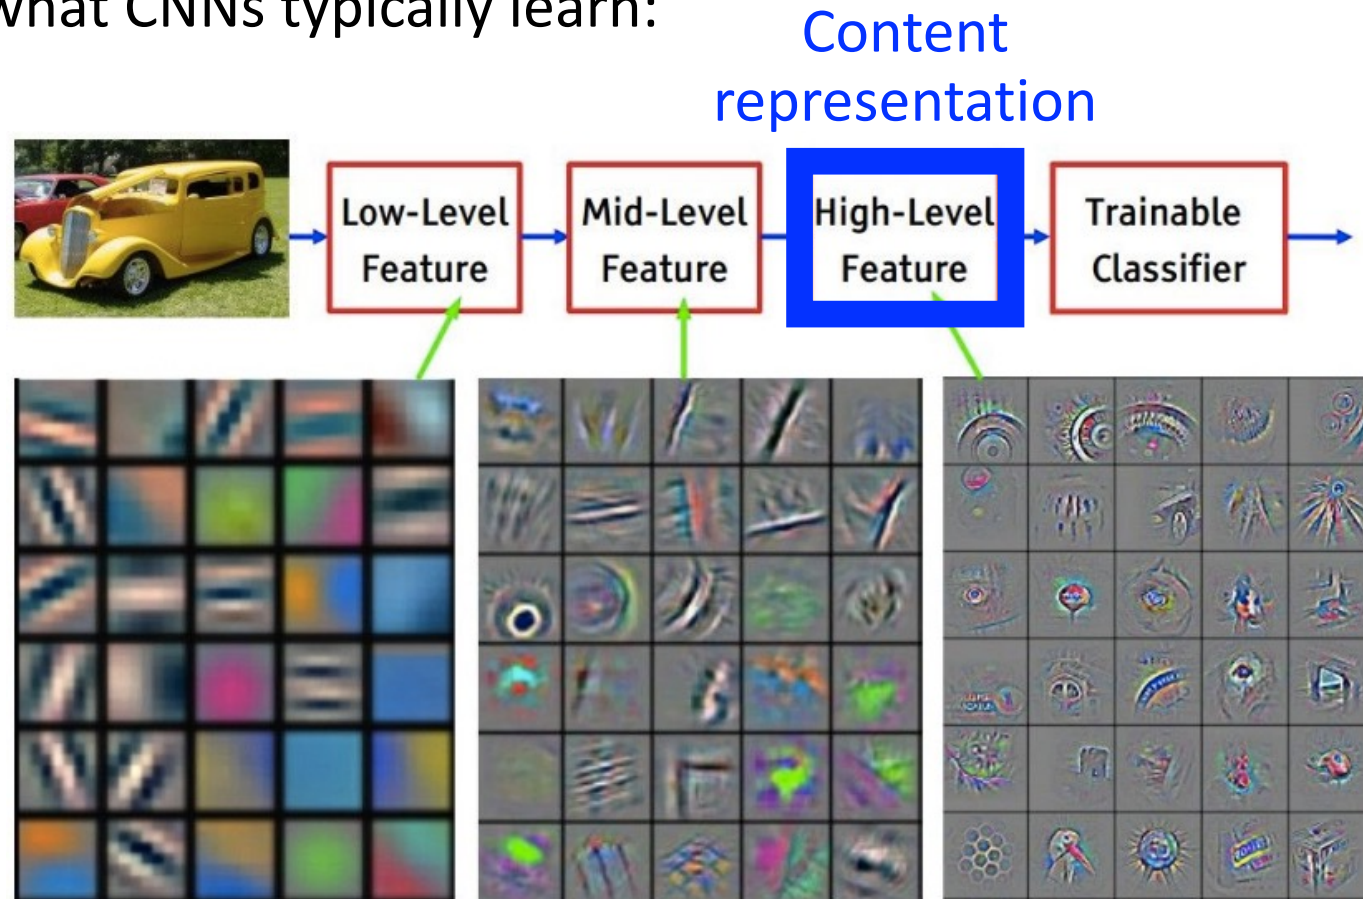 what CNNs typically learn:
Content
representation
Low-Level
Feature
Mid-Level
Feature
High-Level
Feature
Trainable
Classifier